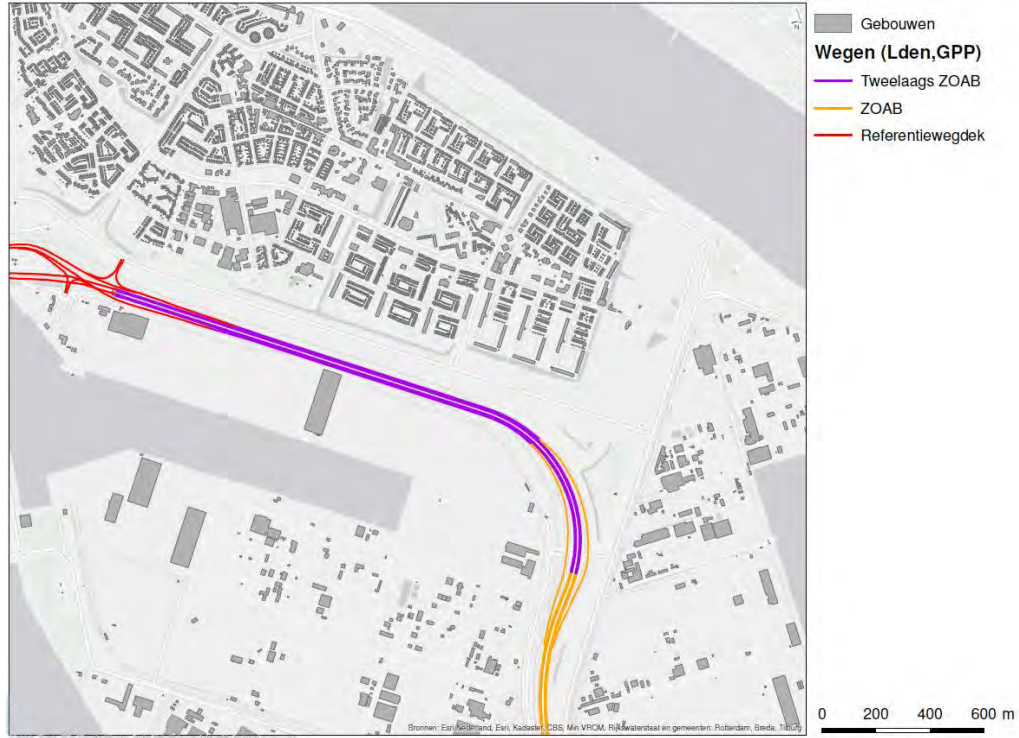 Gebouwen
Wegen (Lden,GPP)
Tweelaags ZOAB
ZOAB
Referentiewegdek
Bronnen: Esri Nederland, Esri, Kadaster, CBS, Min VROM, Rijkswaterstaat en gemeenten: Rotterdam, Breda, Tilburg
0 200 400 600 m